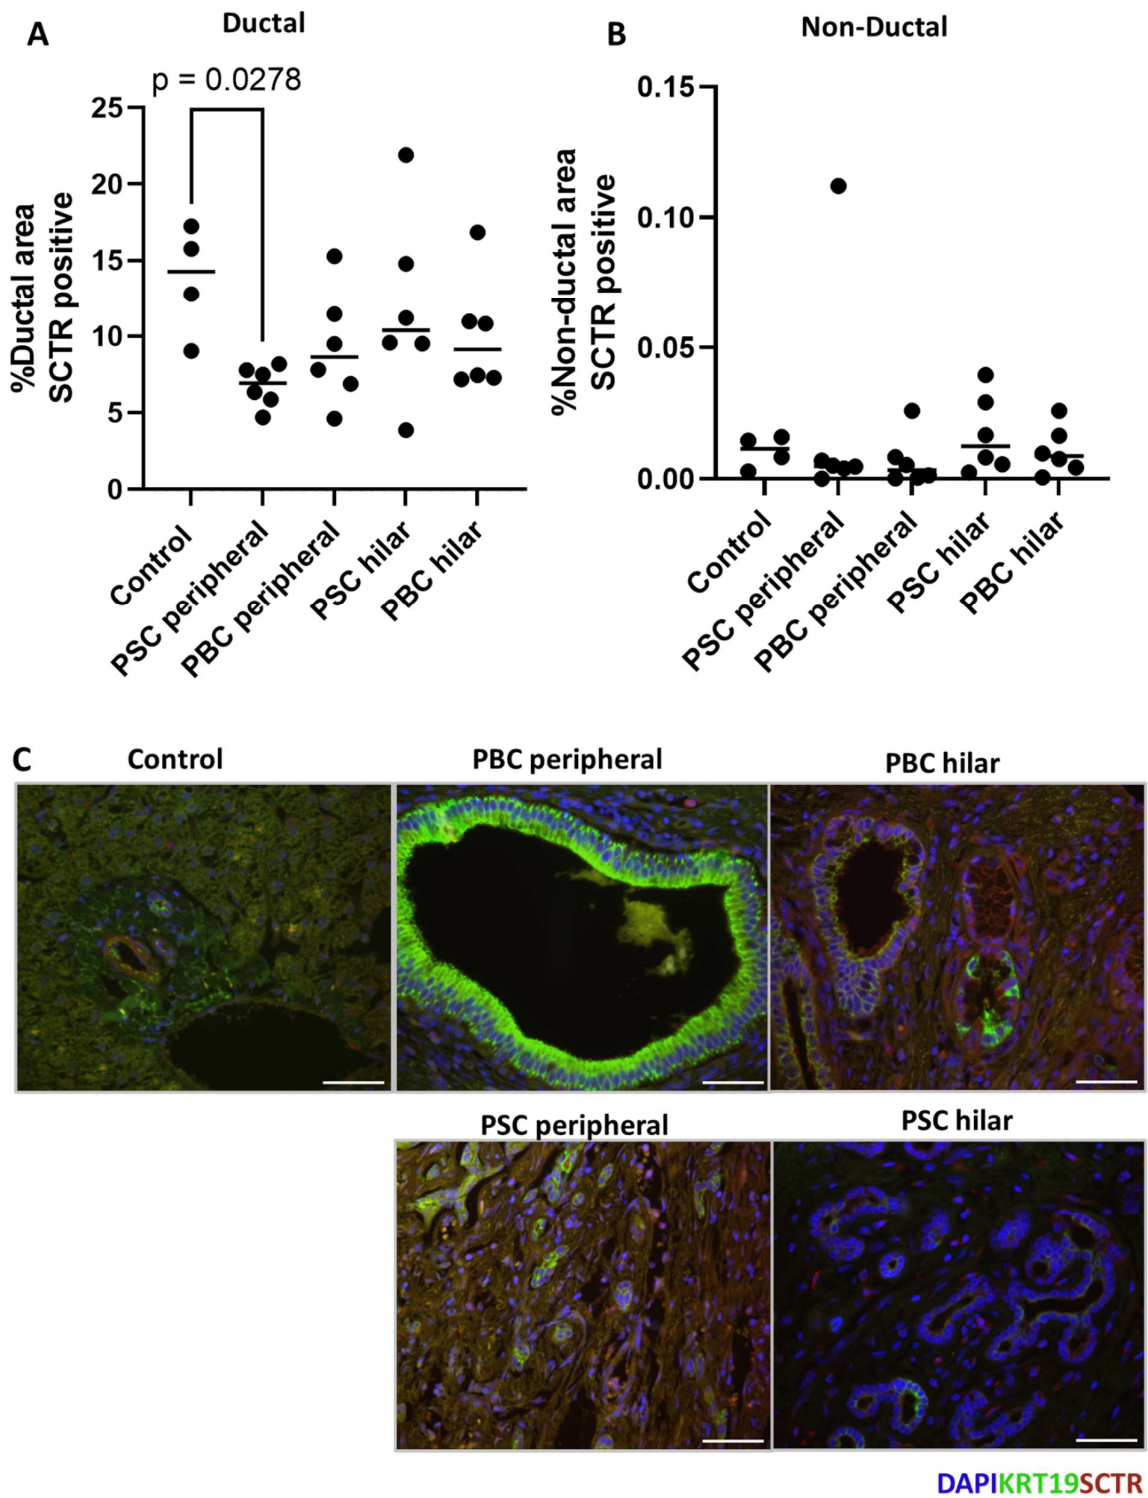 A
Ductal
p = 0.0278
%Ductal area
SCTR positive
25
20
15
10
5
0
Control
PSC peripheral
PBC peripheral
PSC hilar
PBC hilar
B
Non-Ductal
%Non-ductal area
SCTR positive
0.15
0.10
0.05
0.00
Control
PSC peripheral
PBC peripheral
PSC hilar
PBC hilar
C
Control
PBC peripheral
PBC hilar
PSC peripheral
PSC hilar
DAPIKRT19SCTR